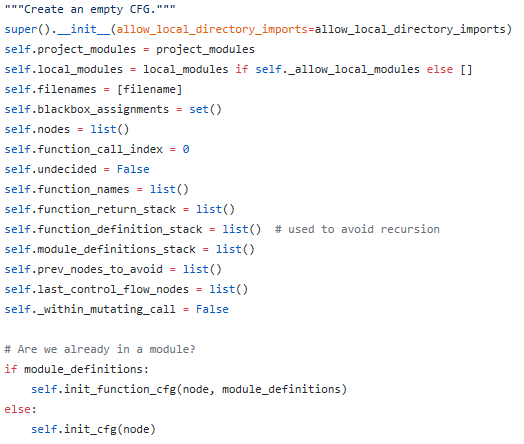 """Create an empty CFG."""
super().__init__(allow_local_directory_imports=allow_local_directory_imports)
self.project_modules = project_modules
self.local_modules = local_modules if self._allow_local_modules else []
self.filenames = [filename]
self.blackbox_assignments = set()
self.nodes = list()
self.function_call_index = 0
self.undecided = False
self.function_names = list()
self.function_return_stack = list()
self.function_definition_stack = list()  # used to avoid recursion
self.module_definitions_stack = list()
self.prev_nodes_to_avoid = list()
self.last_control_flow_nodes = list()
self._within_mutating_call = False

# Are we already in a module?
if module_definitions:
    self.init_function_cfg(node, module_definitions)
else:
    self.init_cfg(node)